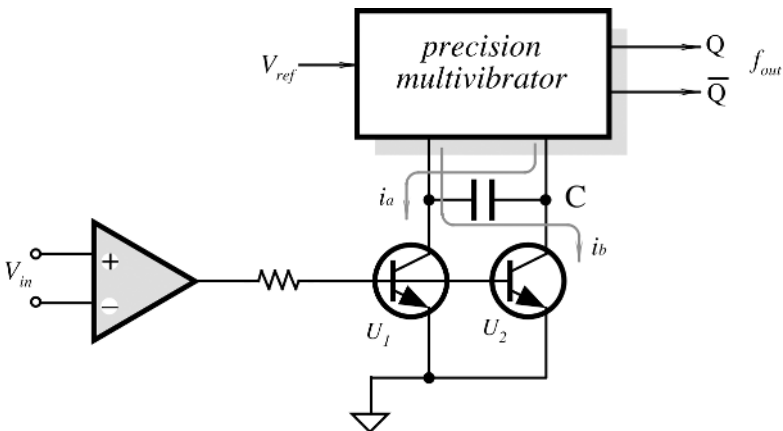 precision
multivibrator
V_ref
Q
Q̅
f_out
i_a
C
i_b
V_in
+
−
U_1
U_2